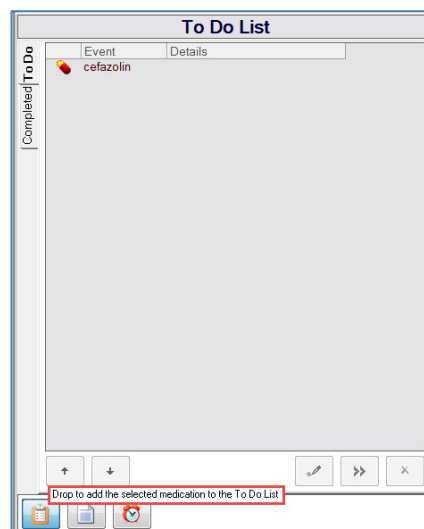 To Do List
To Do
Completed
Event Details
cefazolin
Drop to add the selected medication to the To Do List